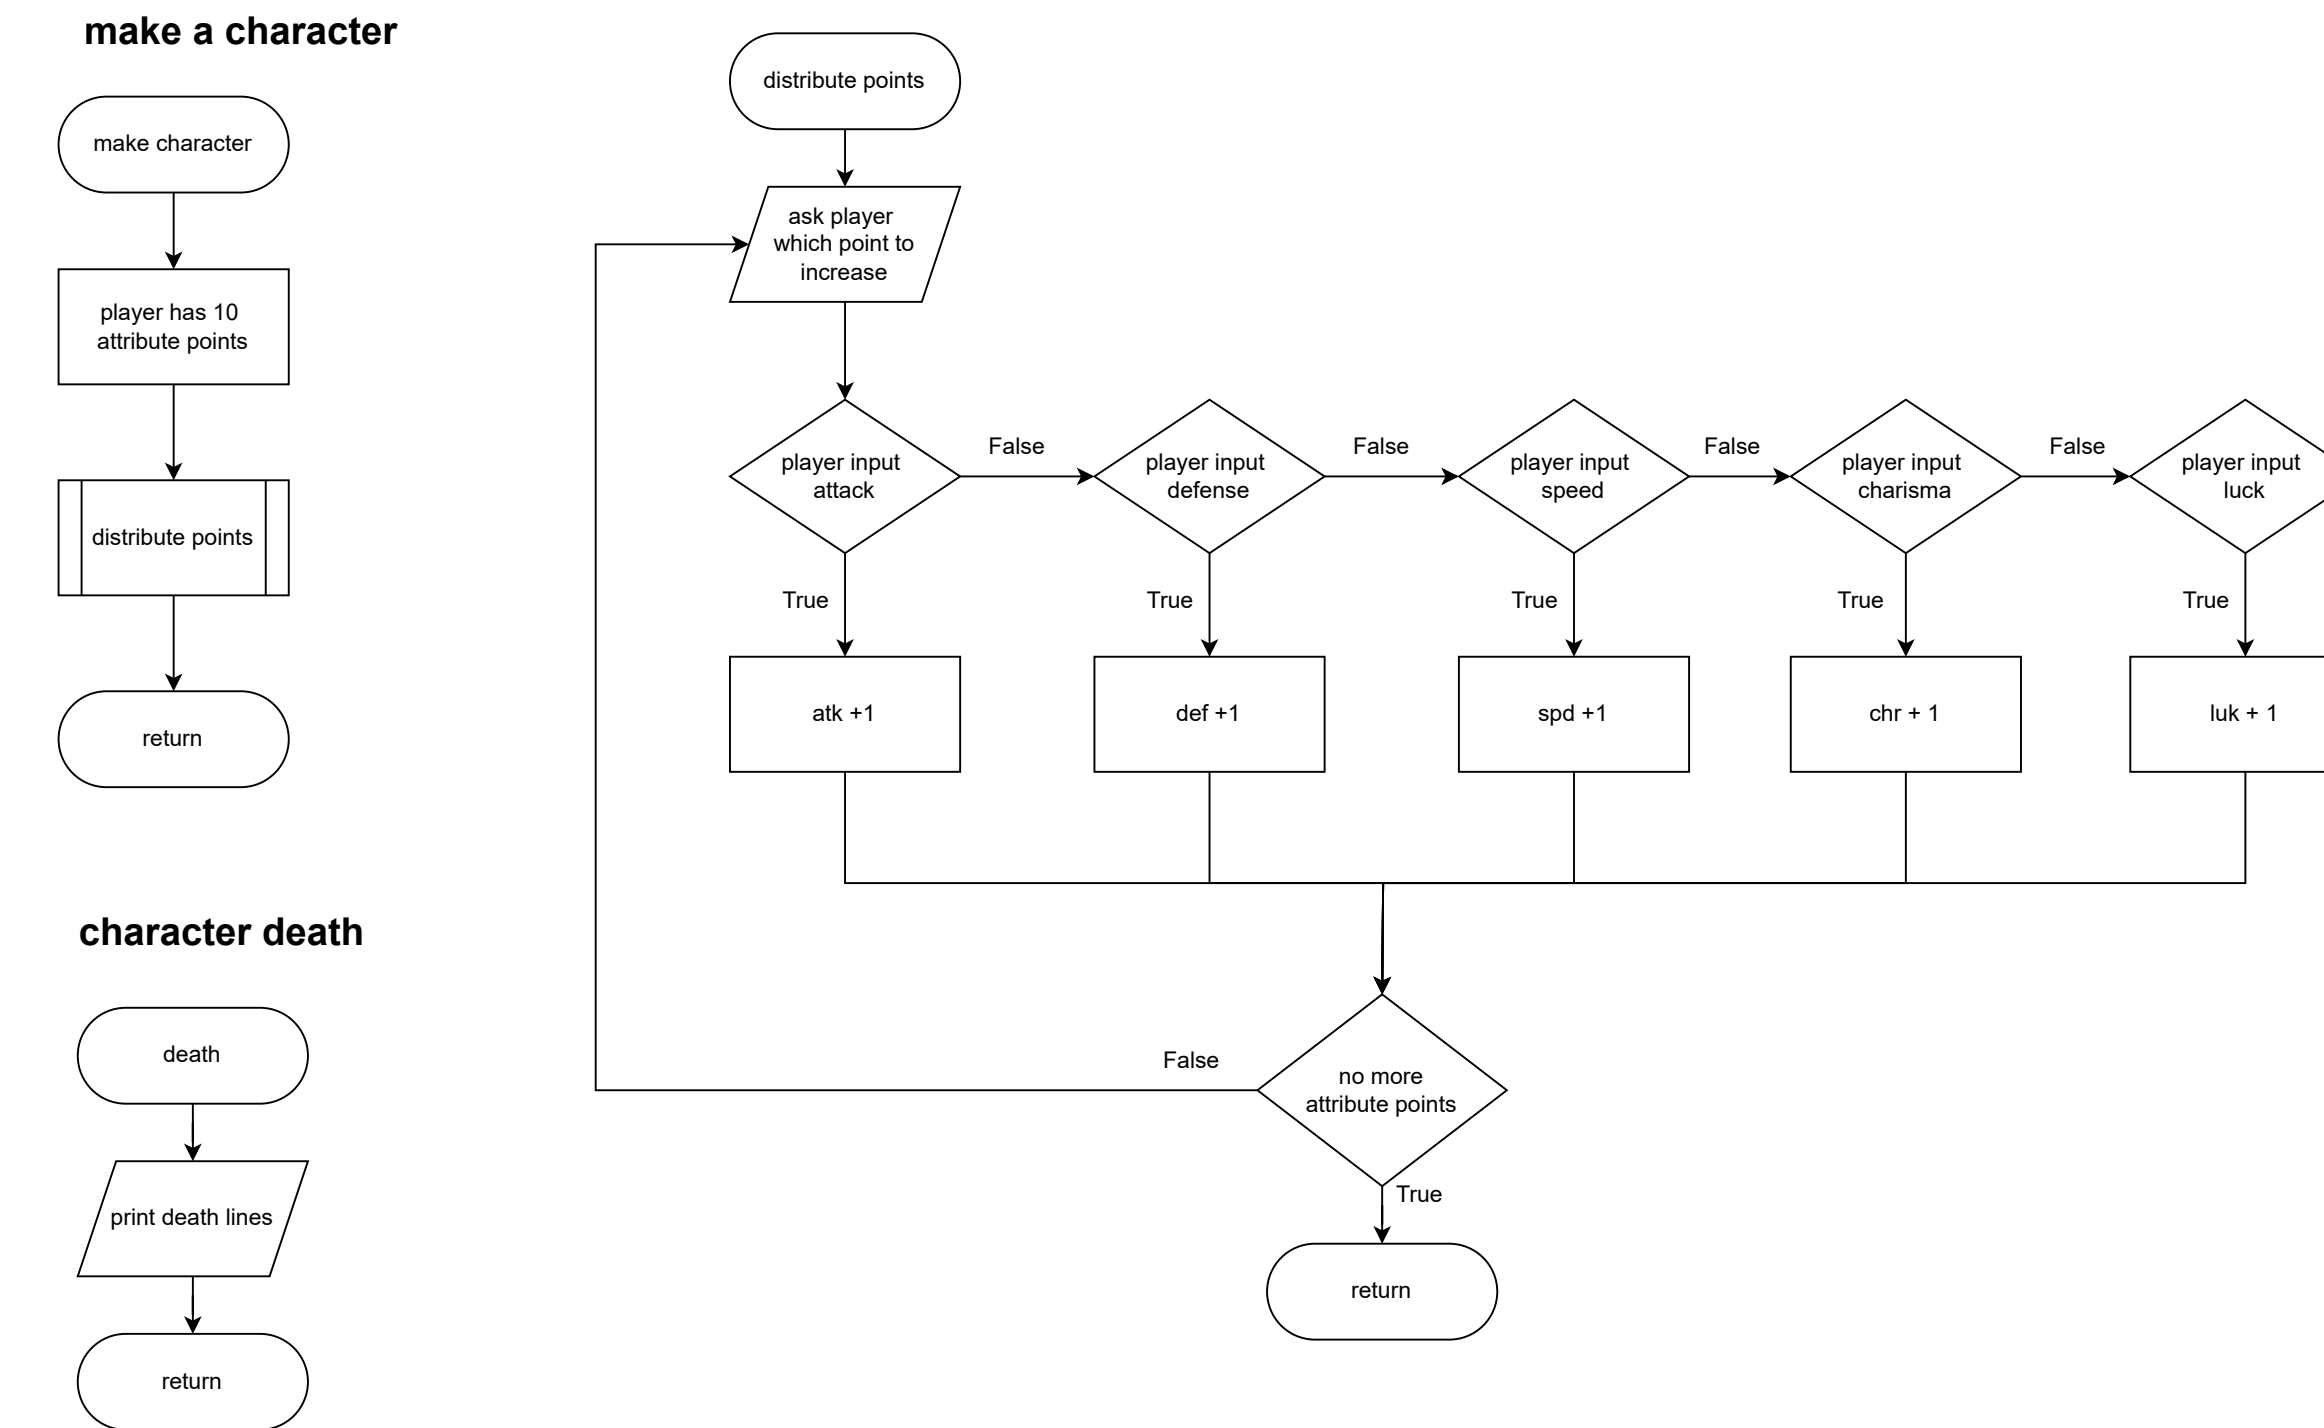 make a character
make character
player has 10
attribute points
distribute points
return
character death
death
print death lines
return
distribute points
ask player
which point to
increase
player input
attack
False
player input
defense
False
player input
speed
False
player input
charisma
False
player input
luck
True
True
True
True
True
atk +1
def +1
spd +1
chr + 1
luk + 1
no more
attribute points
False
True
return